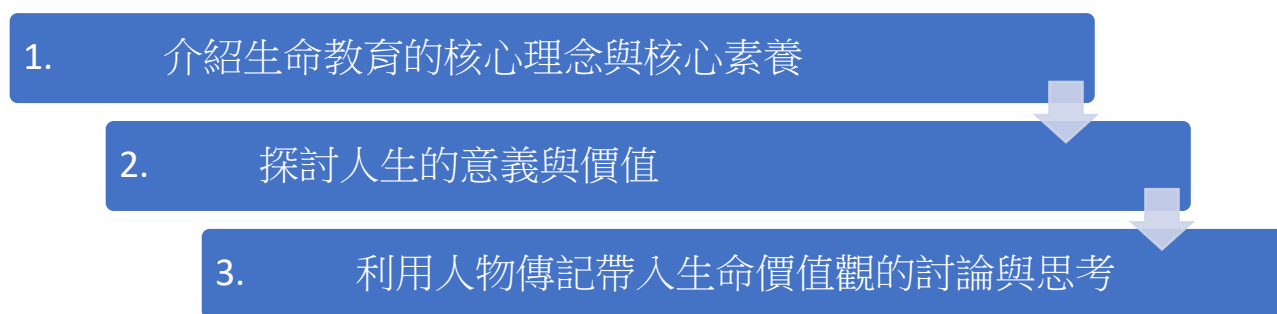 1. 介紹生命教育的核心理念與核心素養
2. 探討人生的意義與價值
3. 利用人物傳記帶入生命價值觀的討論與思考